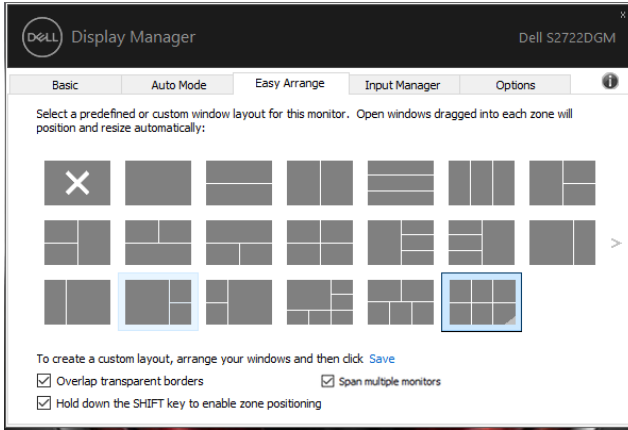 x
DELL Display Manager Dell S2722DGM
Basic Auto Mode Easy Arrange Input Manager Options i
Select a predefined or custom window layout for this monitor. Open windows dragged into each zone will
position and resize automatically:
>
To create a custom layout, arrange your windows and then click Save
Overlap transparent borders Span multiple monitors
Hold down the SHIFT key to enable zone positioning